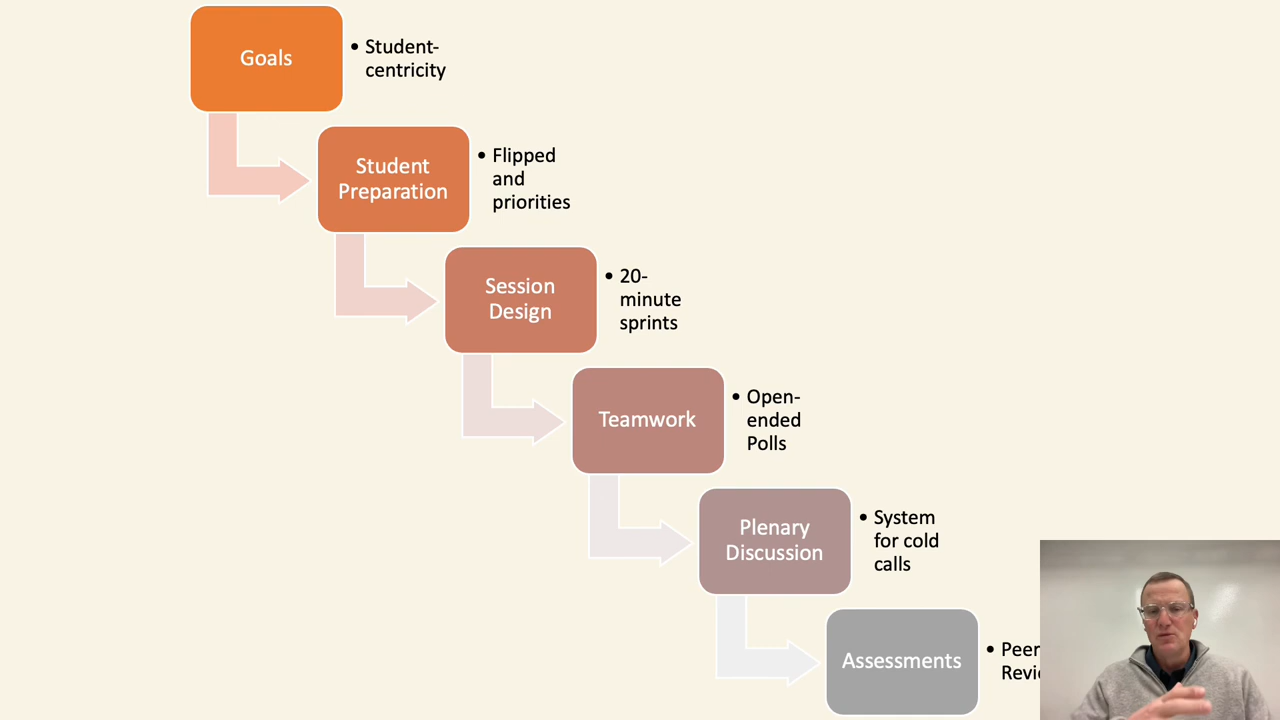 Goals
• Student-
centricity
Student
Preparation
• Flipped
and
priorities
Session
Design
• 20-
minute
sprints
Teamwork
• Open-
ended
Polls
Plenary
Discussion
• System
for cold
calls
Assessments
• Peer